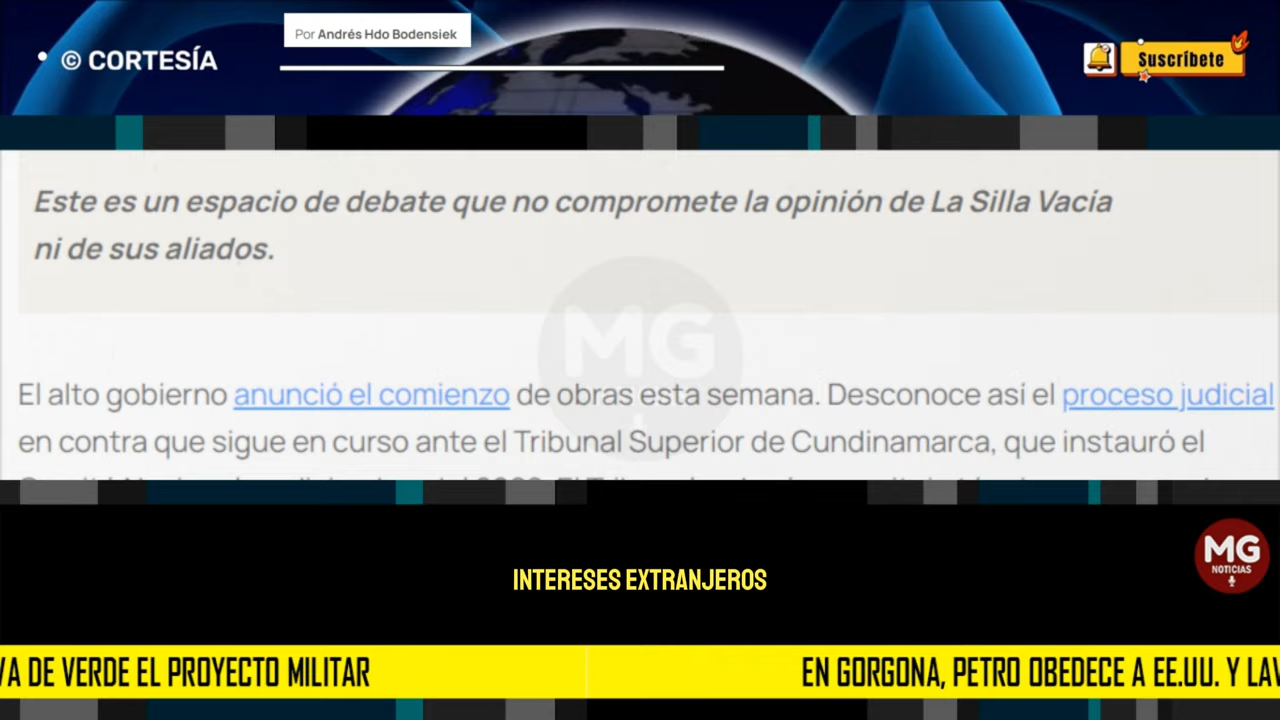 Por Andrés Hdo Bodensiek
© CORTESÍA
Suscríbete
Este es un espacio de debate que no compromete la opinión de La Silla Vacía
ni de sus aliados.
MG
El alto gobierno anunció el comienzo de obras esta semana. Desconoce así el proceso judicial
en contra que sigue en curso ante el Tribunal Superior de Cundinamarca, que instauró el
MG
NOTICIAS
INTERESES EXTRANJEROS
VA DE VERDE EL PROYECTO MILITAR
EN GORGONA, PETRO OBEDECE A EE.UU. Y LAV